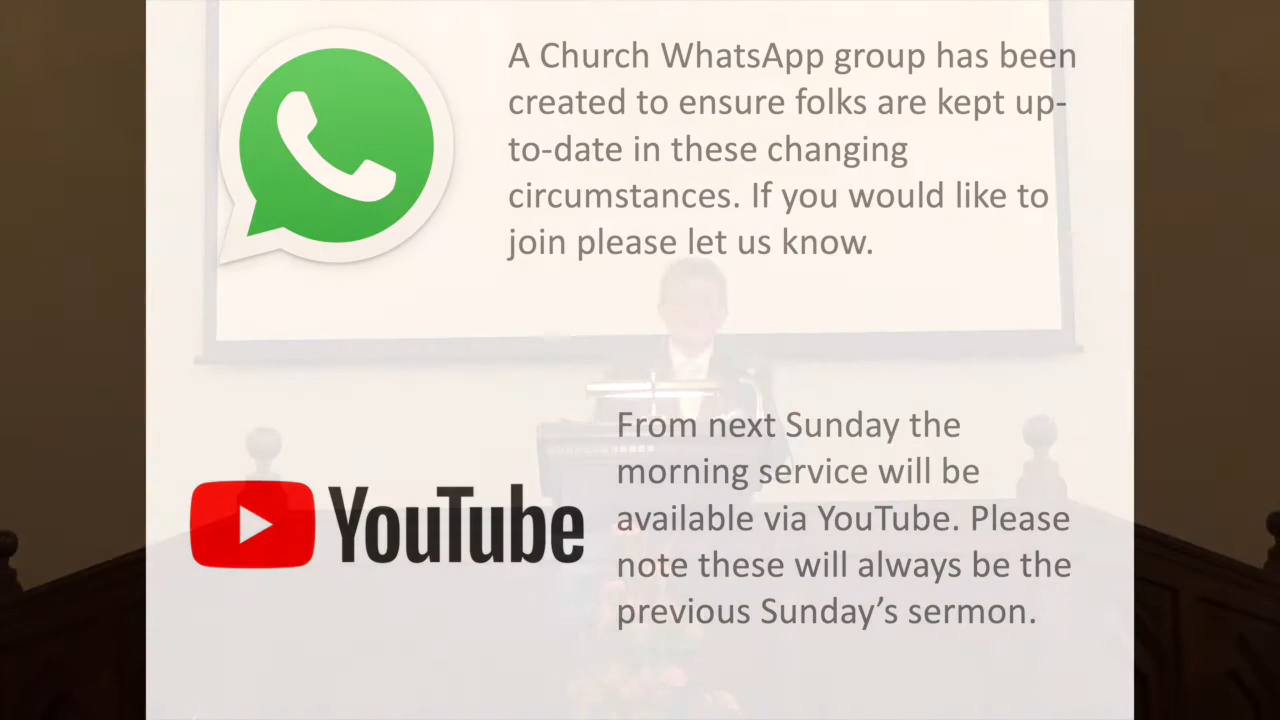 A Church WhatsApp group has been
created to ensure folks are kept up-
to-date in these changing
circumstances. If you would like to
join please let us know.
YouTube
From next Sunday the
morning service will be
available via YouTube. Please
note these will always be the
previous Sunday’s sermon.